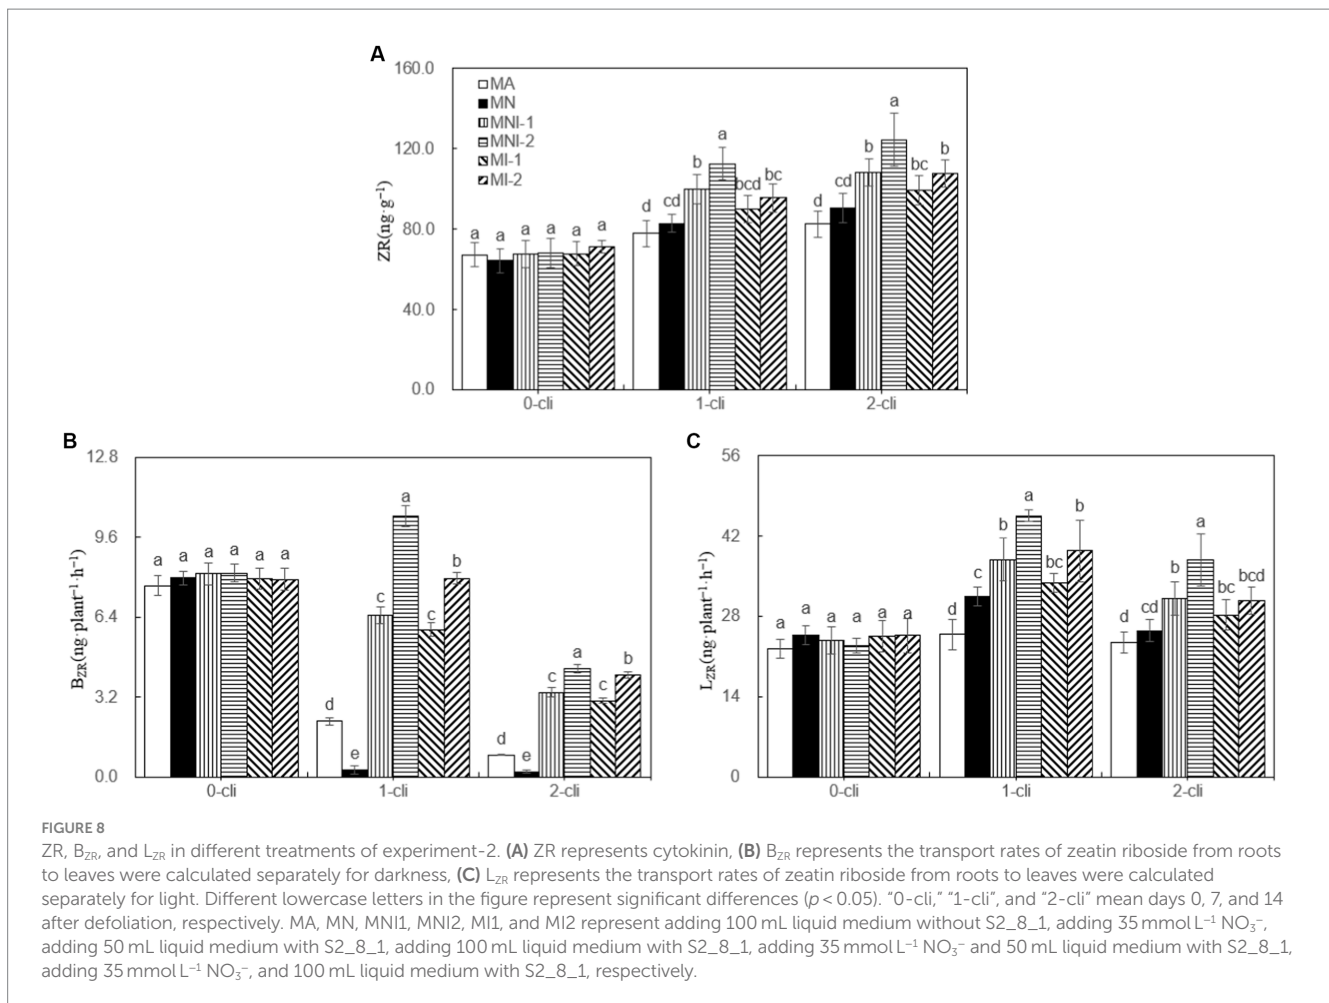 A
160.0
120.0
80.0
40.0
0.0
ZR(ng·g⁻¹)
MA
MN
MNI-1
MNI-2
MI-1
MI-2
a a a a a a
d cd b a bcd bc
d cd b a bc b
0-cli 1-cli 2-cli
B
12.8
9.6
6.4
3.2
0.0
B_ZR(ng·plant⁻¹·h⁻¹)
a a a a a a
d e c a c b
d e c a c b
0-cli 1-cli 2-cli
C
56
42
28
14
0
L_ZR(ng·plant⁻¹·h⁻¹)
a a a a a a
d c b a bc b
d cd b a bc bcd
0-cli 1-cli 2-cli
FIGURE 8
ZR, B_ZR, and L_ZR in different treatments of experiment-2. (A) ZR represents cytokinin, (B) B_ZR represents the transport rates of zeatin riboside from roots
to leaves were calculated separately for darkness, (C) L_ZR represents the transport rates of zeatin riboside from roots to leaves were calculated
separately for light. Different lowercase letters in the figure represent significant differences (p < 0.05). “0-cli,” “1-cli”, and “2-cli” mean days 0, 7, and 14
after defoliation, respectively. MA, MN, MNI1, MNI2, MI1, and MI2 represent adding 100 mL liquid medium without S2_8_1, adding 35 mmol L⁻¹ NO₃⁻,
adding 50 mL liquid medium with S2_8_1, adding 100 mL liquid medium with S2_8_1, adding 35 mmol L⁻¹ NO₃⁻ and 50 mL liquid medium with S2_8_1,
adding 35 mmol L⁻¹ NO₃⁻, and 100 mL liquid medium with S2_8_1, respectively.